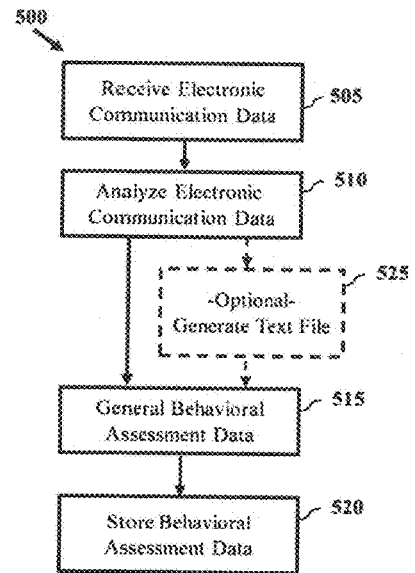 500
Receive Electronic
Communication Data
505
Analyze Electronic
Communication Data
510
-Optional-
Generate Text File
525
General Behavioral
Assessment Data
515
Store Behavioral
Assessment Data
520